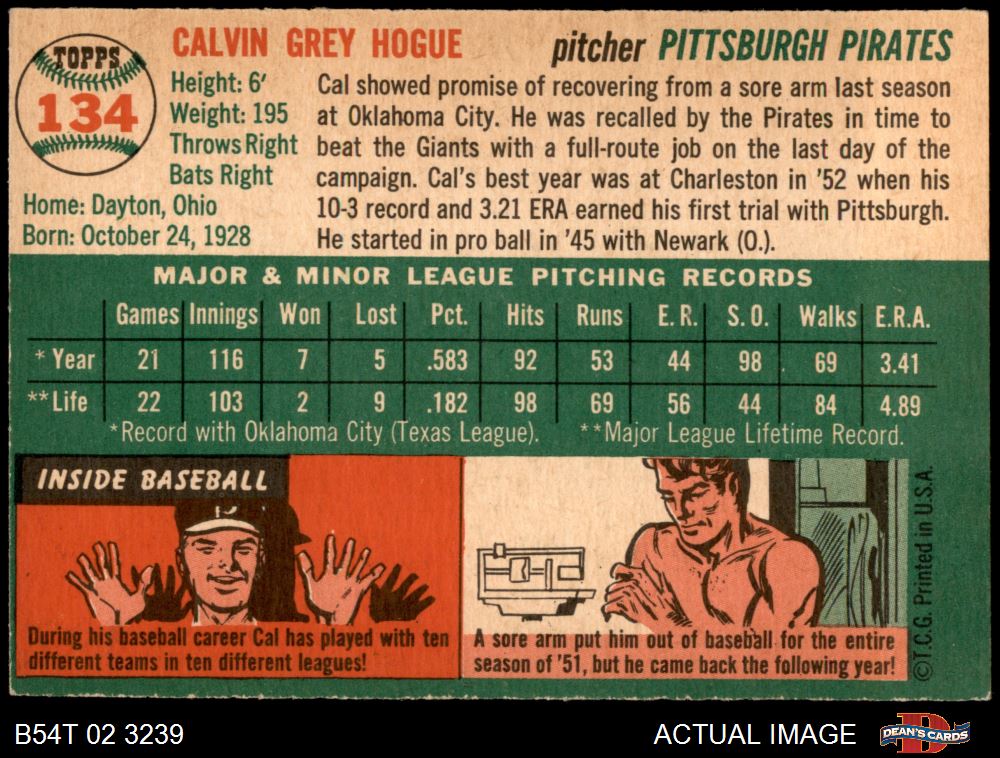 TOPPS
134
CALVIN GREY HOGUE
pitcher PITTSBURGH PIRATES
Height: 6'
Weight: 195
Throws Right
Bats Right
Home: Dayton, Ohio
Born: October 24, 1928
Cal showed promise of recovering from a sore arm last season
at Oklahoma City. He was recalled by the Pirates in time to
beat the Giants with a full-route job on the last day of the
campaign. Cal's best year was at Charleston in '52 when his
10-3 record and 3.21 ERA earned his first trial with Pittsburgh.
He started in pro ball in '45 with Newark (O.).
MAJOR & MINOR LEAGUE PITCHING RECORDS
Games Innings Won Lost Pct. Hits Runs E. R. S. O. Walks E.R.A.
* Year 21 116 7 5 .583 92 53 44 98 69 3.41
**Life 22 103 2 9 .182 98 69 56 44 84 4.89
*Record with Oklahoma City (Texas League). **Major League Lifetime Record.
INSIDE BASEBALL
P
During his baseball career Cal has played with ten
different teams in ten different leagues!
A sore arm put him out of baseball for the entire
season of '51, but he came back the following year!
©T.C.G. Printed in U.S.A.
B54T 02 3239
ACTUAL IMAGE
D
DEAN'S CARDS